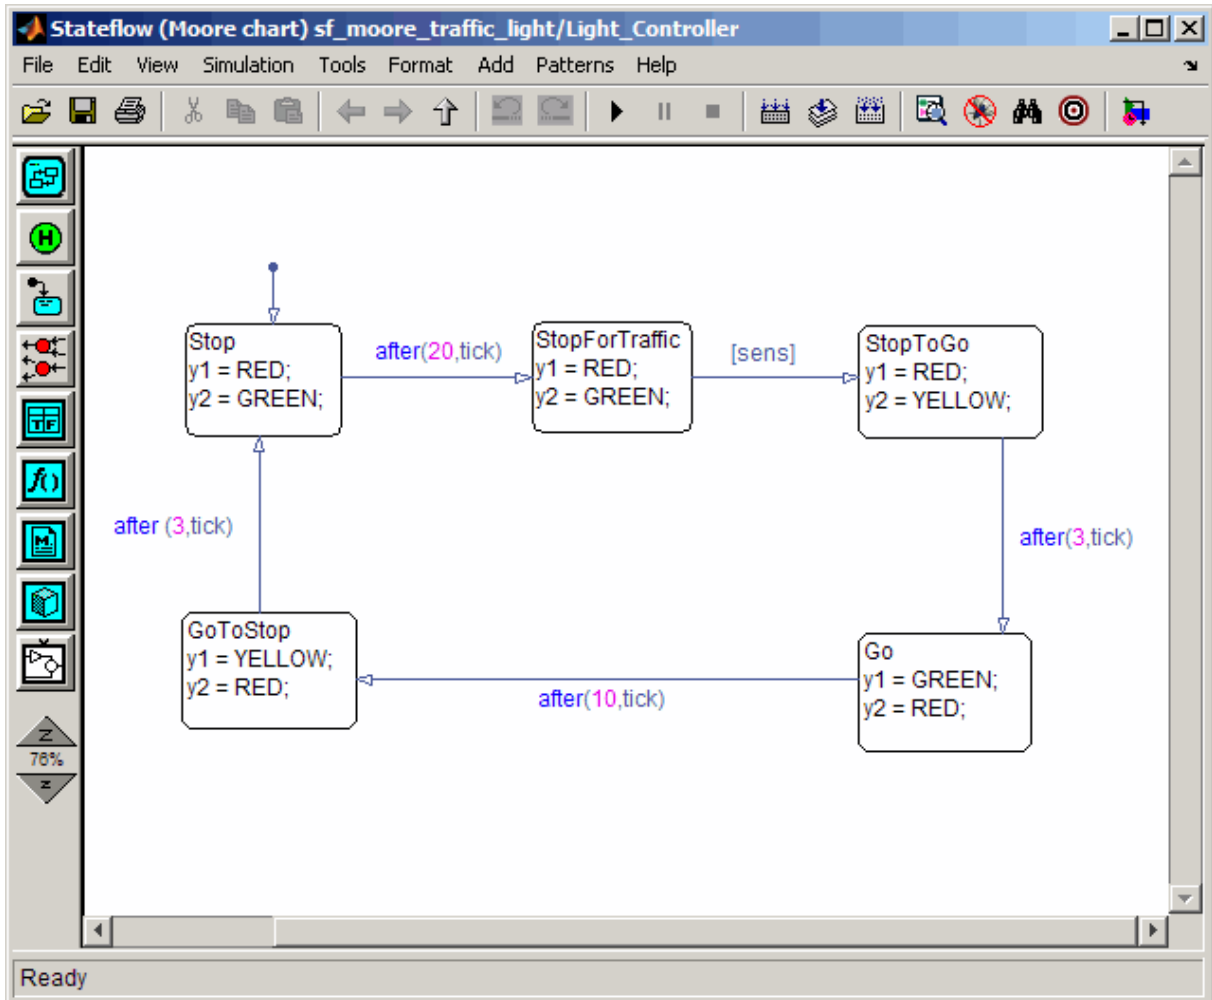 Stateflow (Moore chart) sf_moore_traffic_light/Light_Controller
File Edit View Simulation Tools Format Add Patterns Help
H
TF
f()
M
Z
76%
z
Stop
y1 = RED;
y2 = GREEN;
after(20,tick)
StopForTraffic
y1 = RED;
y2 = GREEN;
[sens]
StopToGo
y1 = RED;
y2 = YELLOW;
after (3,tick)
after(3,tick)
GoToStop
y1 = YELLOW;
y2 = RED;
after(10,tick)
Go
y1 = GREEN;
y2 = RED;
Ready